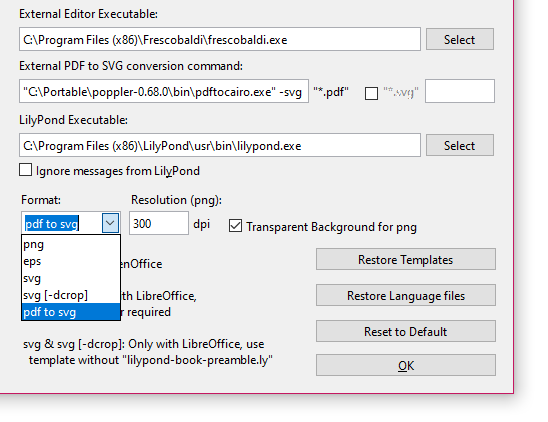 External Editor Executable:
C:\Program Files (x86)\Frescobaldi\frescobaldi.exe
Select
External PDF to SVG conversion command:
"C:\Portable\poppler-0.68.0\bin\pdftocairo.exe" -svg
"*.pdf"
"*.svg"
LilyPond Executable:
C:\Program Files (x86)\LilyPond\usr\bin\lilypond.exe
Select
Ignore messages from LilyPond
Format:
Resolution (png):
pdf to svg
300
dpi
Transparent Background for png
png
eps
svg
svg [-dcrop]
pdf to svg
enOffice
th LibreOffice,
r required
svg & svg [-dcrop]: Only with LibreOffice, use
template without "lilypond-book-preamble.ly"
Restore Templates
Restore Language files
Reset to Default
OK